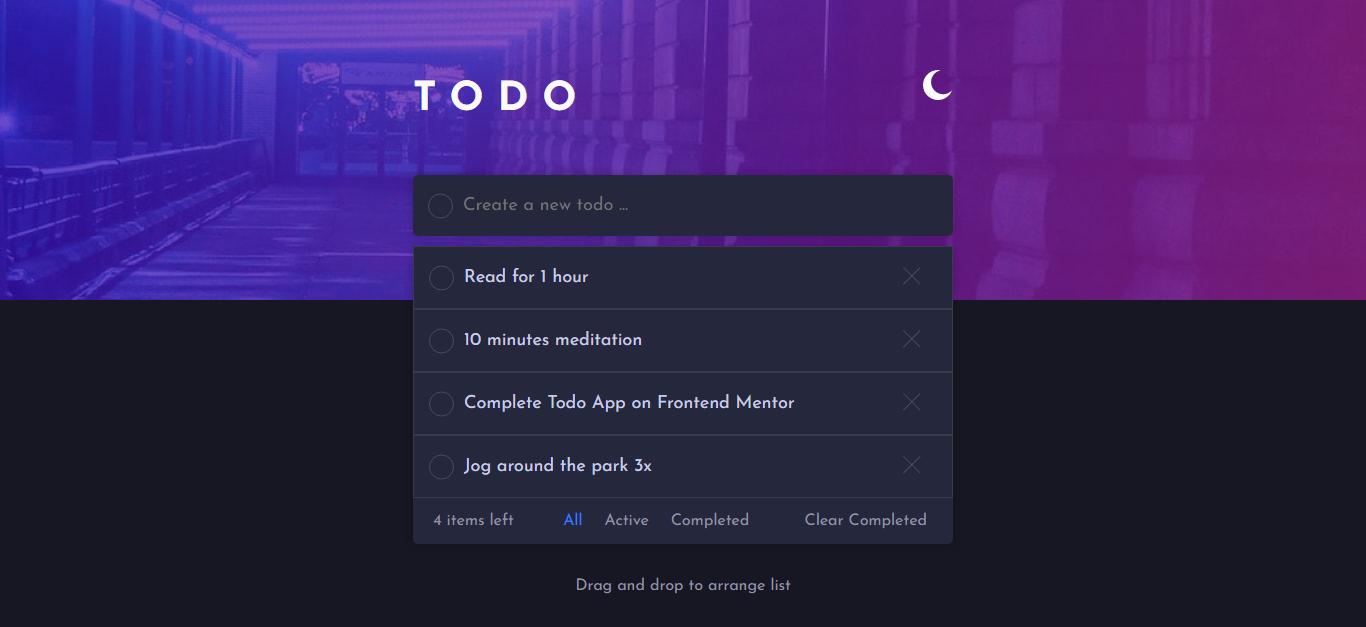 TODO
Create a new todo ...
Read for 1 hour
10 minutes meditation
Complete Todo App on Frontend Mentor
Jog around the park 3x
4 items left All Active Completed Clear Completed
Drag and drop to arrange list